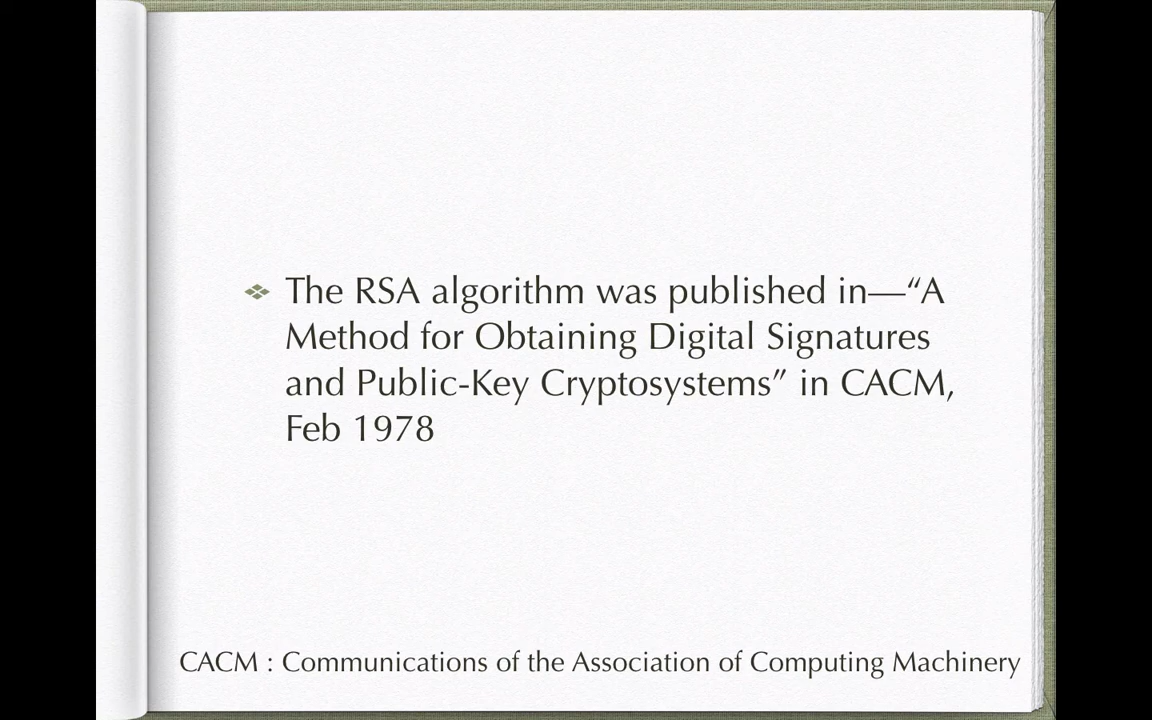 The RSA algorithm was published in—“A
Method for Obtaining Digital Signatures
and Public-Key Cryptosystems” in CACM,
Feb 1978
CACM : Communications of the Association of Computing Machinery